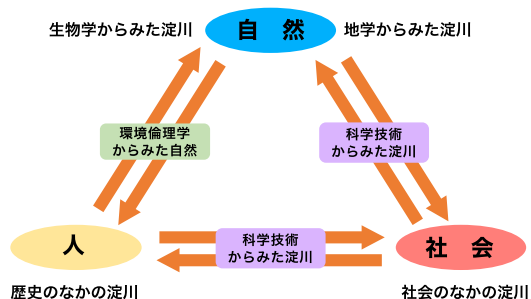 生物学からみた淀川
自　然
地学からみた淀川
環境倫理学
からみた自然
科学技術
からみた淀川
人
科学技術
からみた淀川
社　会
歴史のなかの淀川
社会のなかの淀川